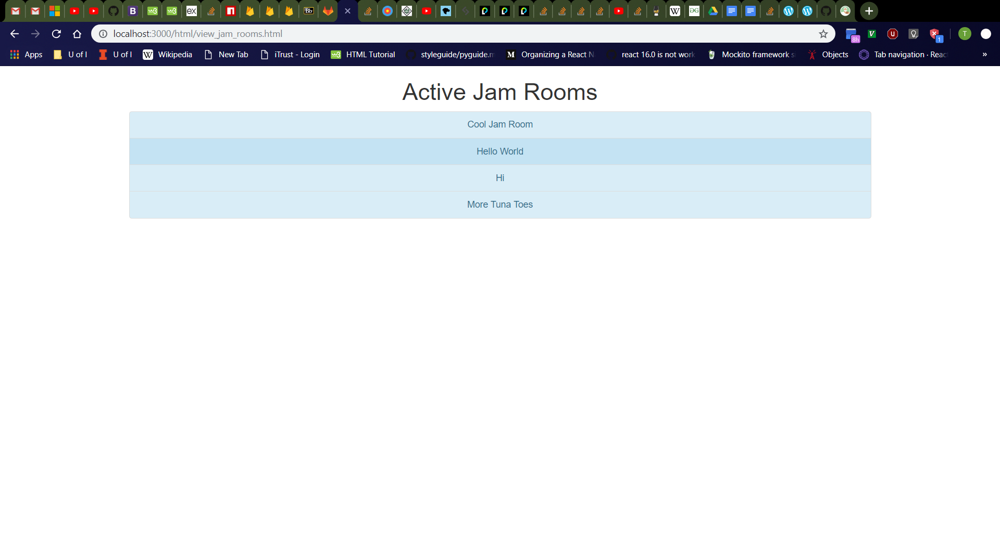 localhost:3000/html/view_jam_rooms.html
8h
1
T
Apps U of I U of I Wikipedia New Tab iTrust - Login HTML Tutorial styleguide/pyguide.m Organizing a React N react 16.0 is not work Mockito framework Objects Tab navigation · Reac »
Active Jam Rooms
Cool Jam Room
Hello World
Hi
More Tuna Toes